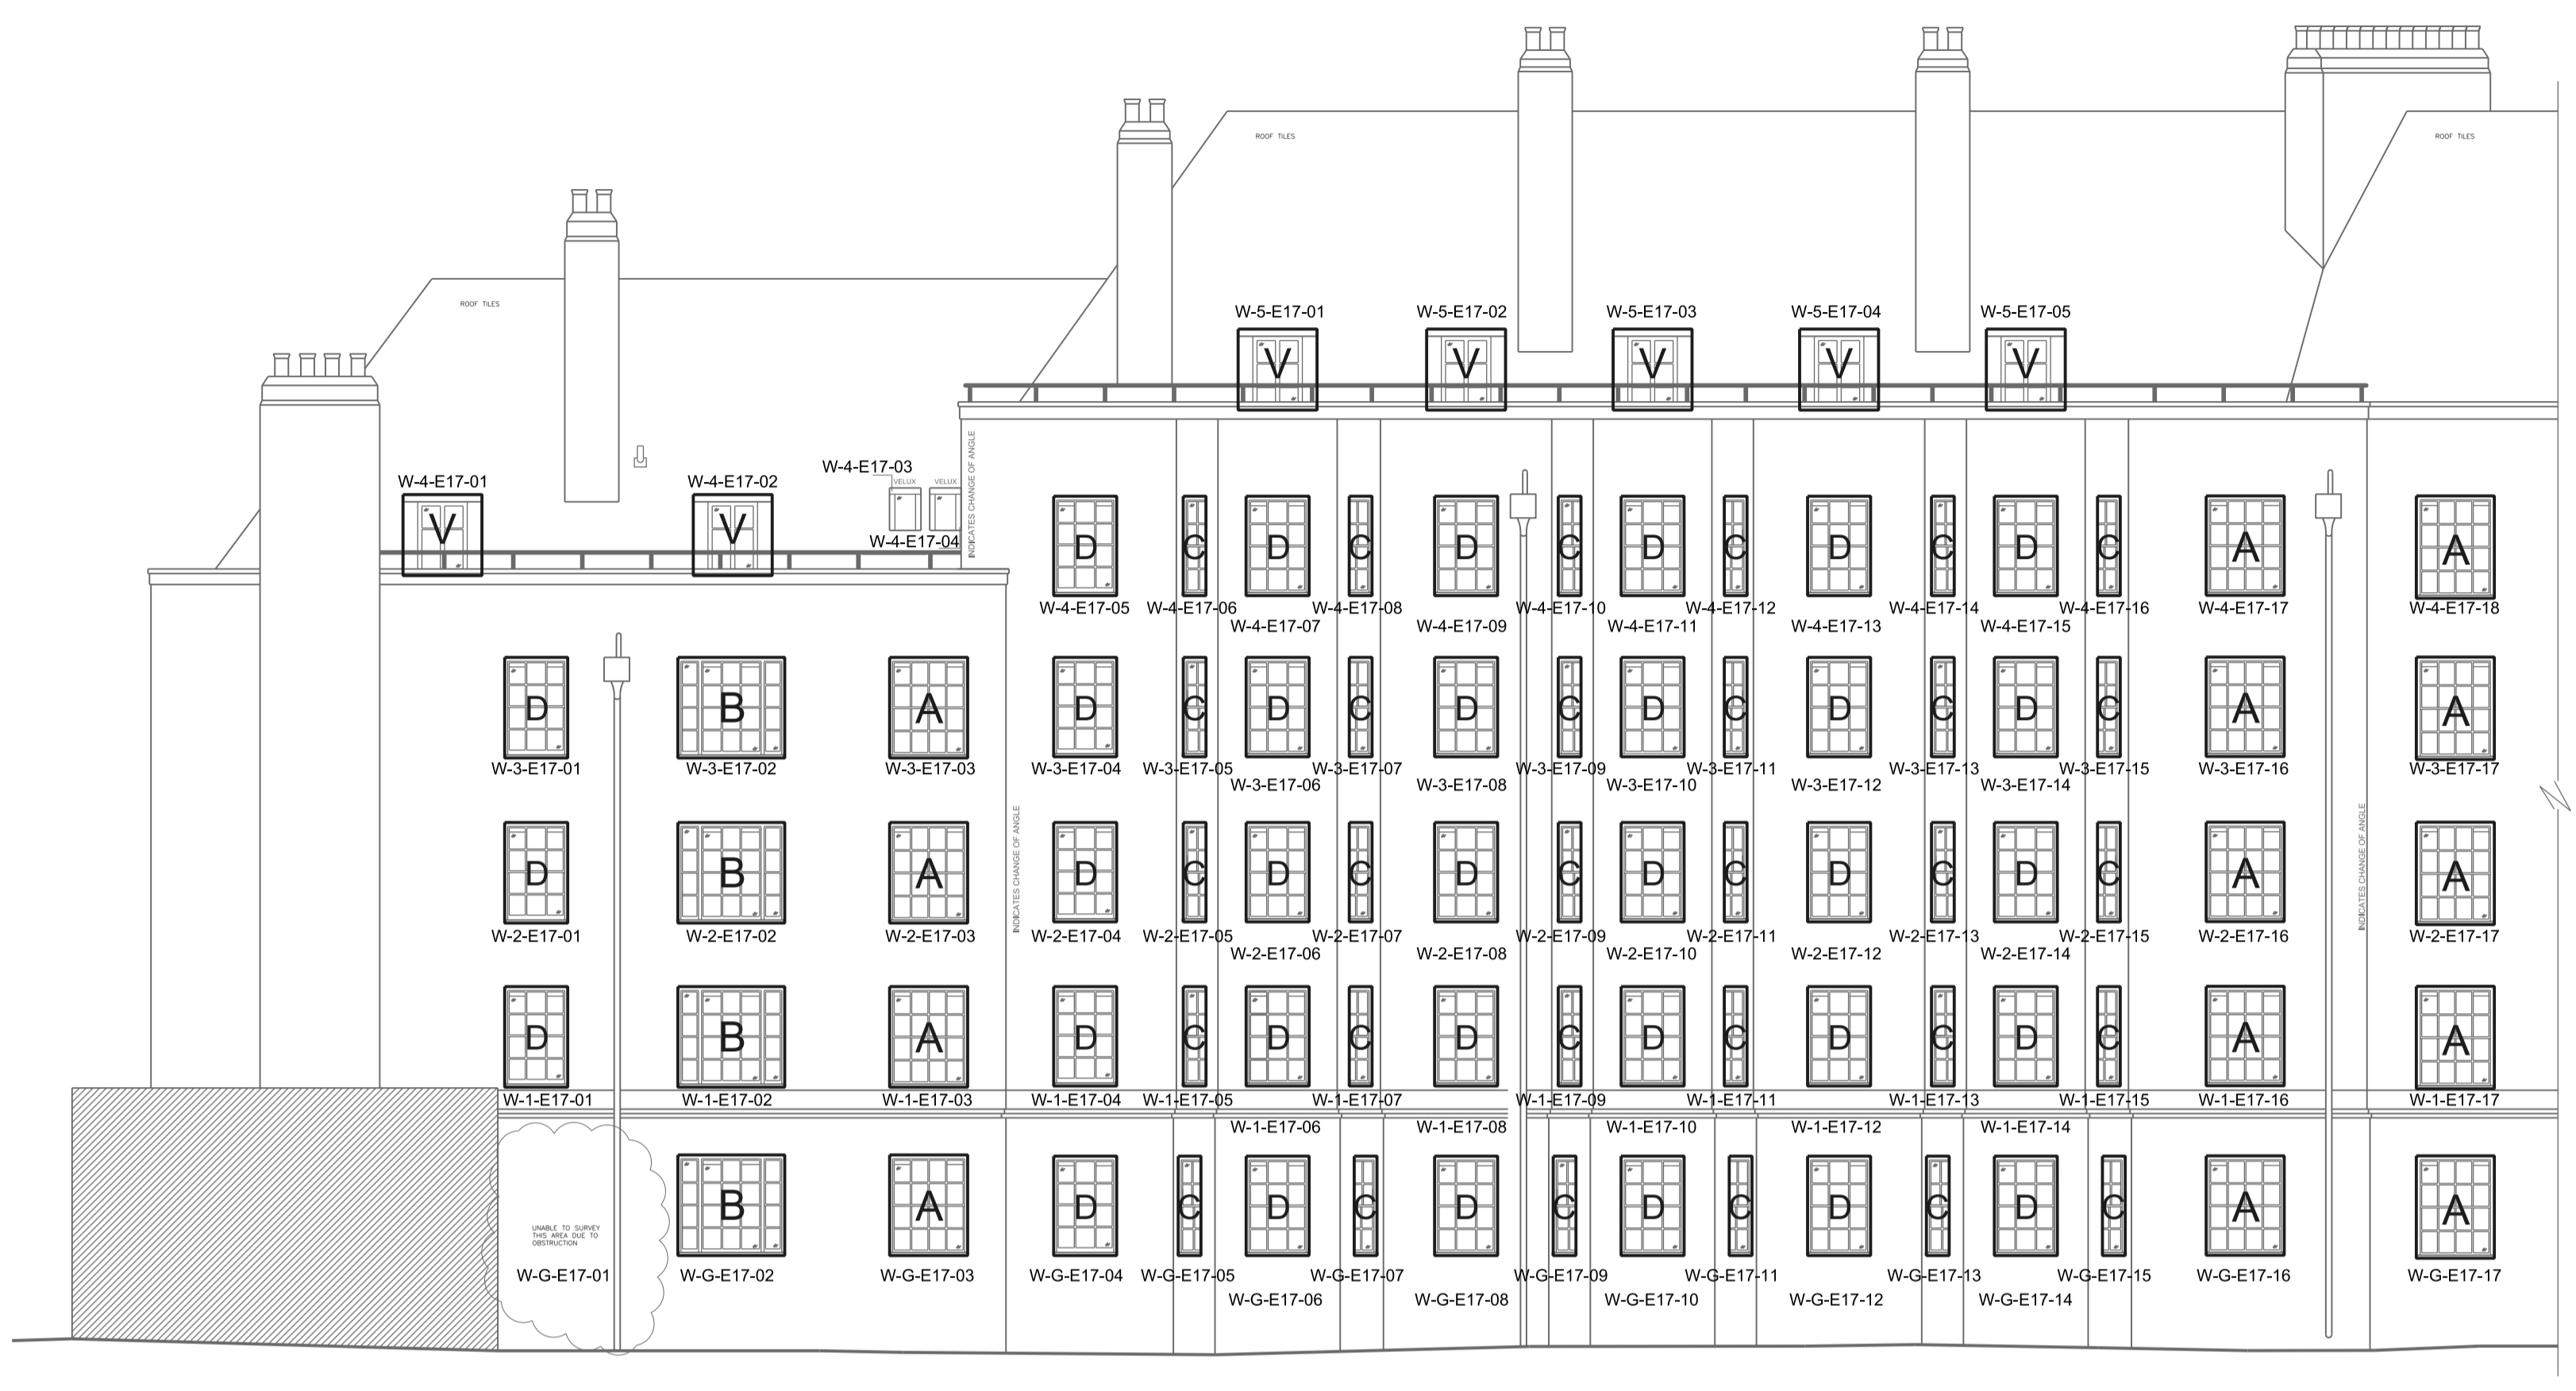 ROOF TILES
ROOF TILES
ROOF TILES
W-5-E17-01 W-5-E17-02 W-5-E17-03 W-5-E17-04 W-5-E17-05
V V V V V
W-4-E17-03
VELUX VELUX
W-4-E17-01 W-4-E17-02
V V
W-4-E17-04
INDICATES CHANGE OF ANGLE
D C D C D C D C D C D C A A
W-4-E17-05 W-4-E17-06 W-4-E17-08 W-4-E17-10 W-4-E17-12 W-4-E17-14 W-4-E17-16 W-4-E17-17 W-4-E17-18
W-4-E17-07 W-4-E17-09 W-4-E17-11 W-4-E17-13 W-4-E17-15
D B A D C D C D C D C D C D C A A
W-3-E17-01 W-3-E17-02 W-3-E17-03 W-3-E17-04 W-3-E17-05 W-3-E17-07 W-3-E17-09 W-3-E17-11 W-3-E17-13 W-3-E17-15 W-3-E17-16 W-3-E17-17
W-3-E17-06 W-3-E17-08 W-3-E17-10 W-3-E17-12 W-3-E17-14
INDICATES CHANGE OF ANGLE
INDICATES CHANGE OF ANGLE
D B A D C D C D C D C D C D C A A
W-2-E17-01 W-2-E17-02 W-2-E17-03 W-2-E17-04 W-2-E17-05 W-2-E17-07 W-2-E17-09 W-2-E17-11 W-2-E17-13 W-2-E17-15 W-2-E17-16 W-2-E17-17
W-2-E17-06 W-2-E17-08 W-2-E17-10 W-2-E17-12 W-2-E17-14
D B A D C D C D C D C D C D C A A
W-1-E17-01 W-1-E17-02 W-1-E17-03 W-1-E17-04 W-1-E17-05 W-1-E17-07 W-1-E17-09 W-1-E17-11 W-1-E17-13 W-1-E17-15 W-1-E17-16 W-1-E17-17
W-1-E17-06 W-1-E17-08 W-1-E17-10 W-1-E17-12 W-1-E17-14
B A D C D C D C D C D C D C A A
UNABLE TO SURVEY
THIS AREA DUE TO
OBSTRUCTION
W-G-E17-01 W-G-E17-02 W-G-E17-03 W-G-E17-04 W-G-E17-05 W-G-E17-07 W-G-E17-09 W-G-E17-11 W-G-E17-13 W-G-E17-15 W-G-E17-16 W-G-E17-17
W-G-E17-06 W-G-E17-08 W-G-E17-10 W-G-E17-12 W-G-E17-14